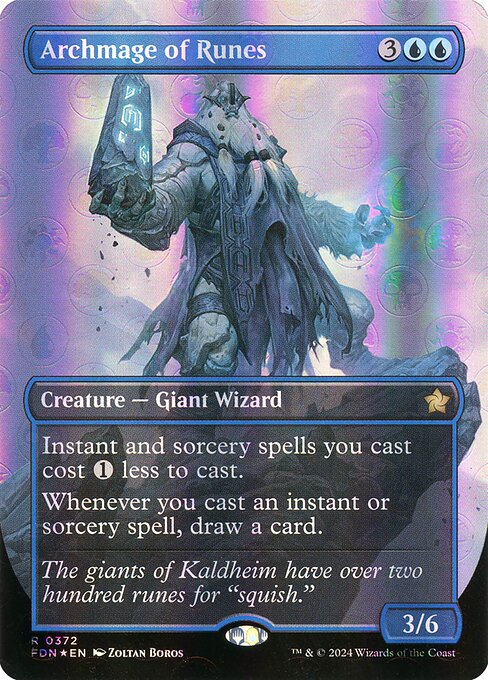 Archmage of Runes 3
Creature — Giant Wizard
Instant and sorcery spells you cast
cost 1 less to cast.
Whenever you cast an instant or
sorcery spell, draw a card.
The giants of Kaldheim have over two
hundred runes for “squish.”
3/6
R 0372
FDN★EN Zoltan Boros
™ & © 2024 Wizards of the Coast